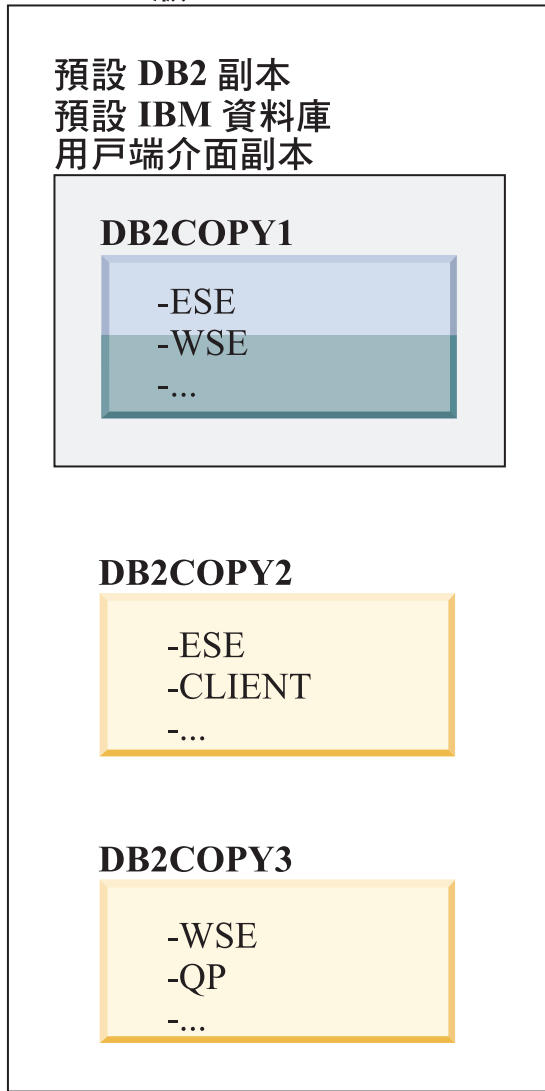 預設 DB2 副本
預設 IBM 資料庫
用戶端介面副本
DB2COPY1
-ESE
-WSE
-...
DB2COPY2
-ESE
-CLIENT
-...
DB2COPY3
-WSE
-QP
-...